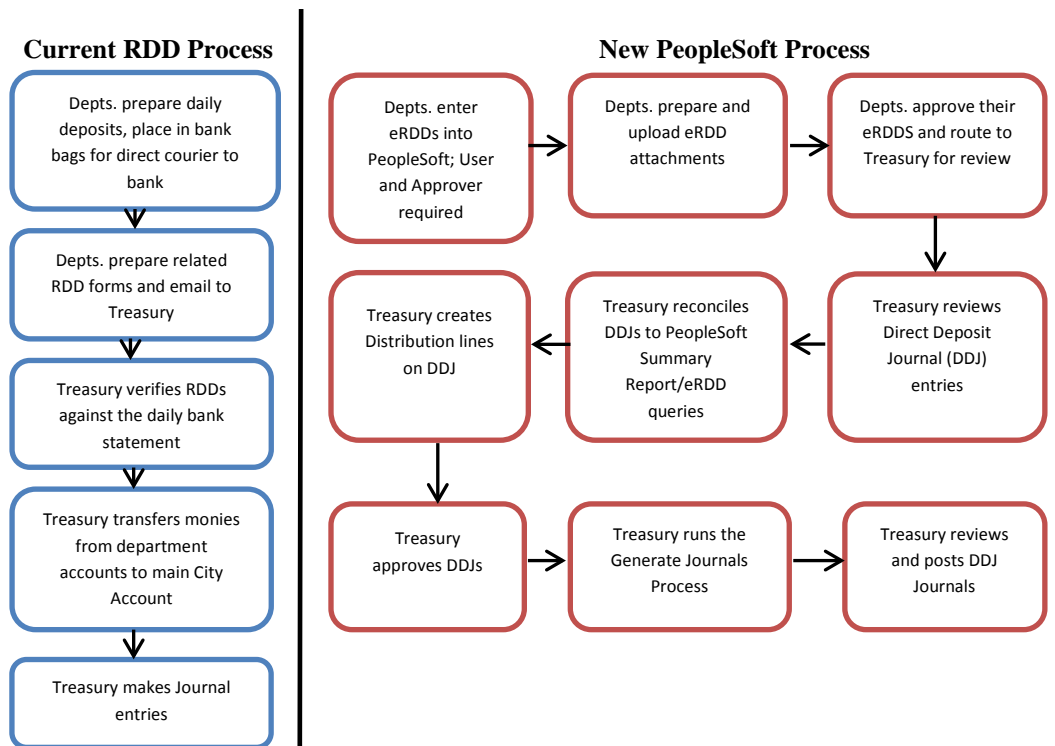 Current RDD Process
Depts. prepare daily
deposits, place in bank
bags for direct courier to
bank
Depts. prepare related
RDD forms and email to
Treasury
Treasury verifies RDDs
against the daily bank
statement
Treasury transfers monies
from department
accounts to main City
Account
Treasury makes Journal
entries
New PeopleSoft Process
Depts. enter
eRDDs into
PeopleSoft; User
and Approver
required
Depts. prepare and
upload eRDD
attachments
Depts. approve their
eRDDS and route to
Treasury for review
Treasury reviews
Direct Deposit
Journal (DDJ)
entries
Treasury reconciles
DDJs to PeopleSoft
Summary
Report/eRDD
queries
Treasury creates
Distribution lines
on DDJ
Treasury
approves DDJs
Treasury runs the
Generate Journals
Process
Treasury reviews
and posts DDJ
Journals